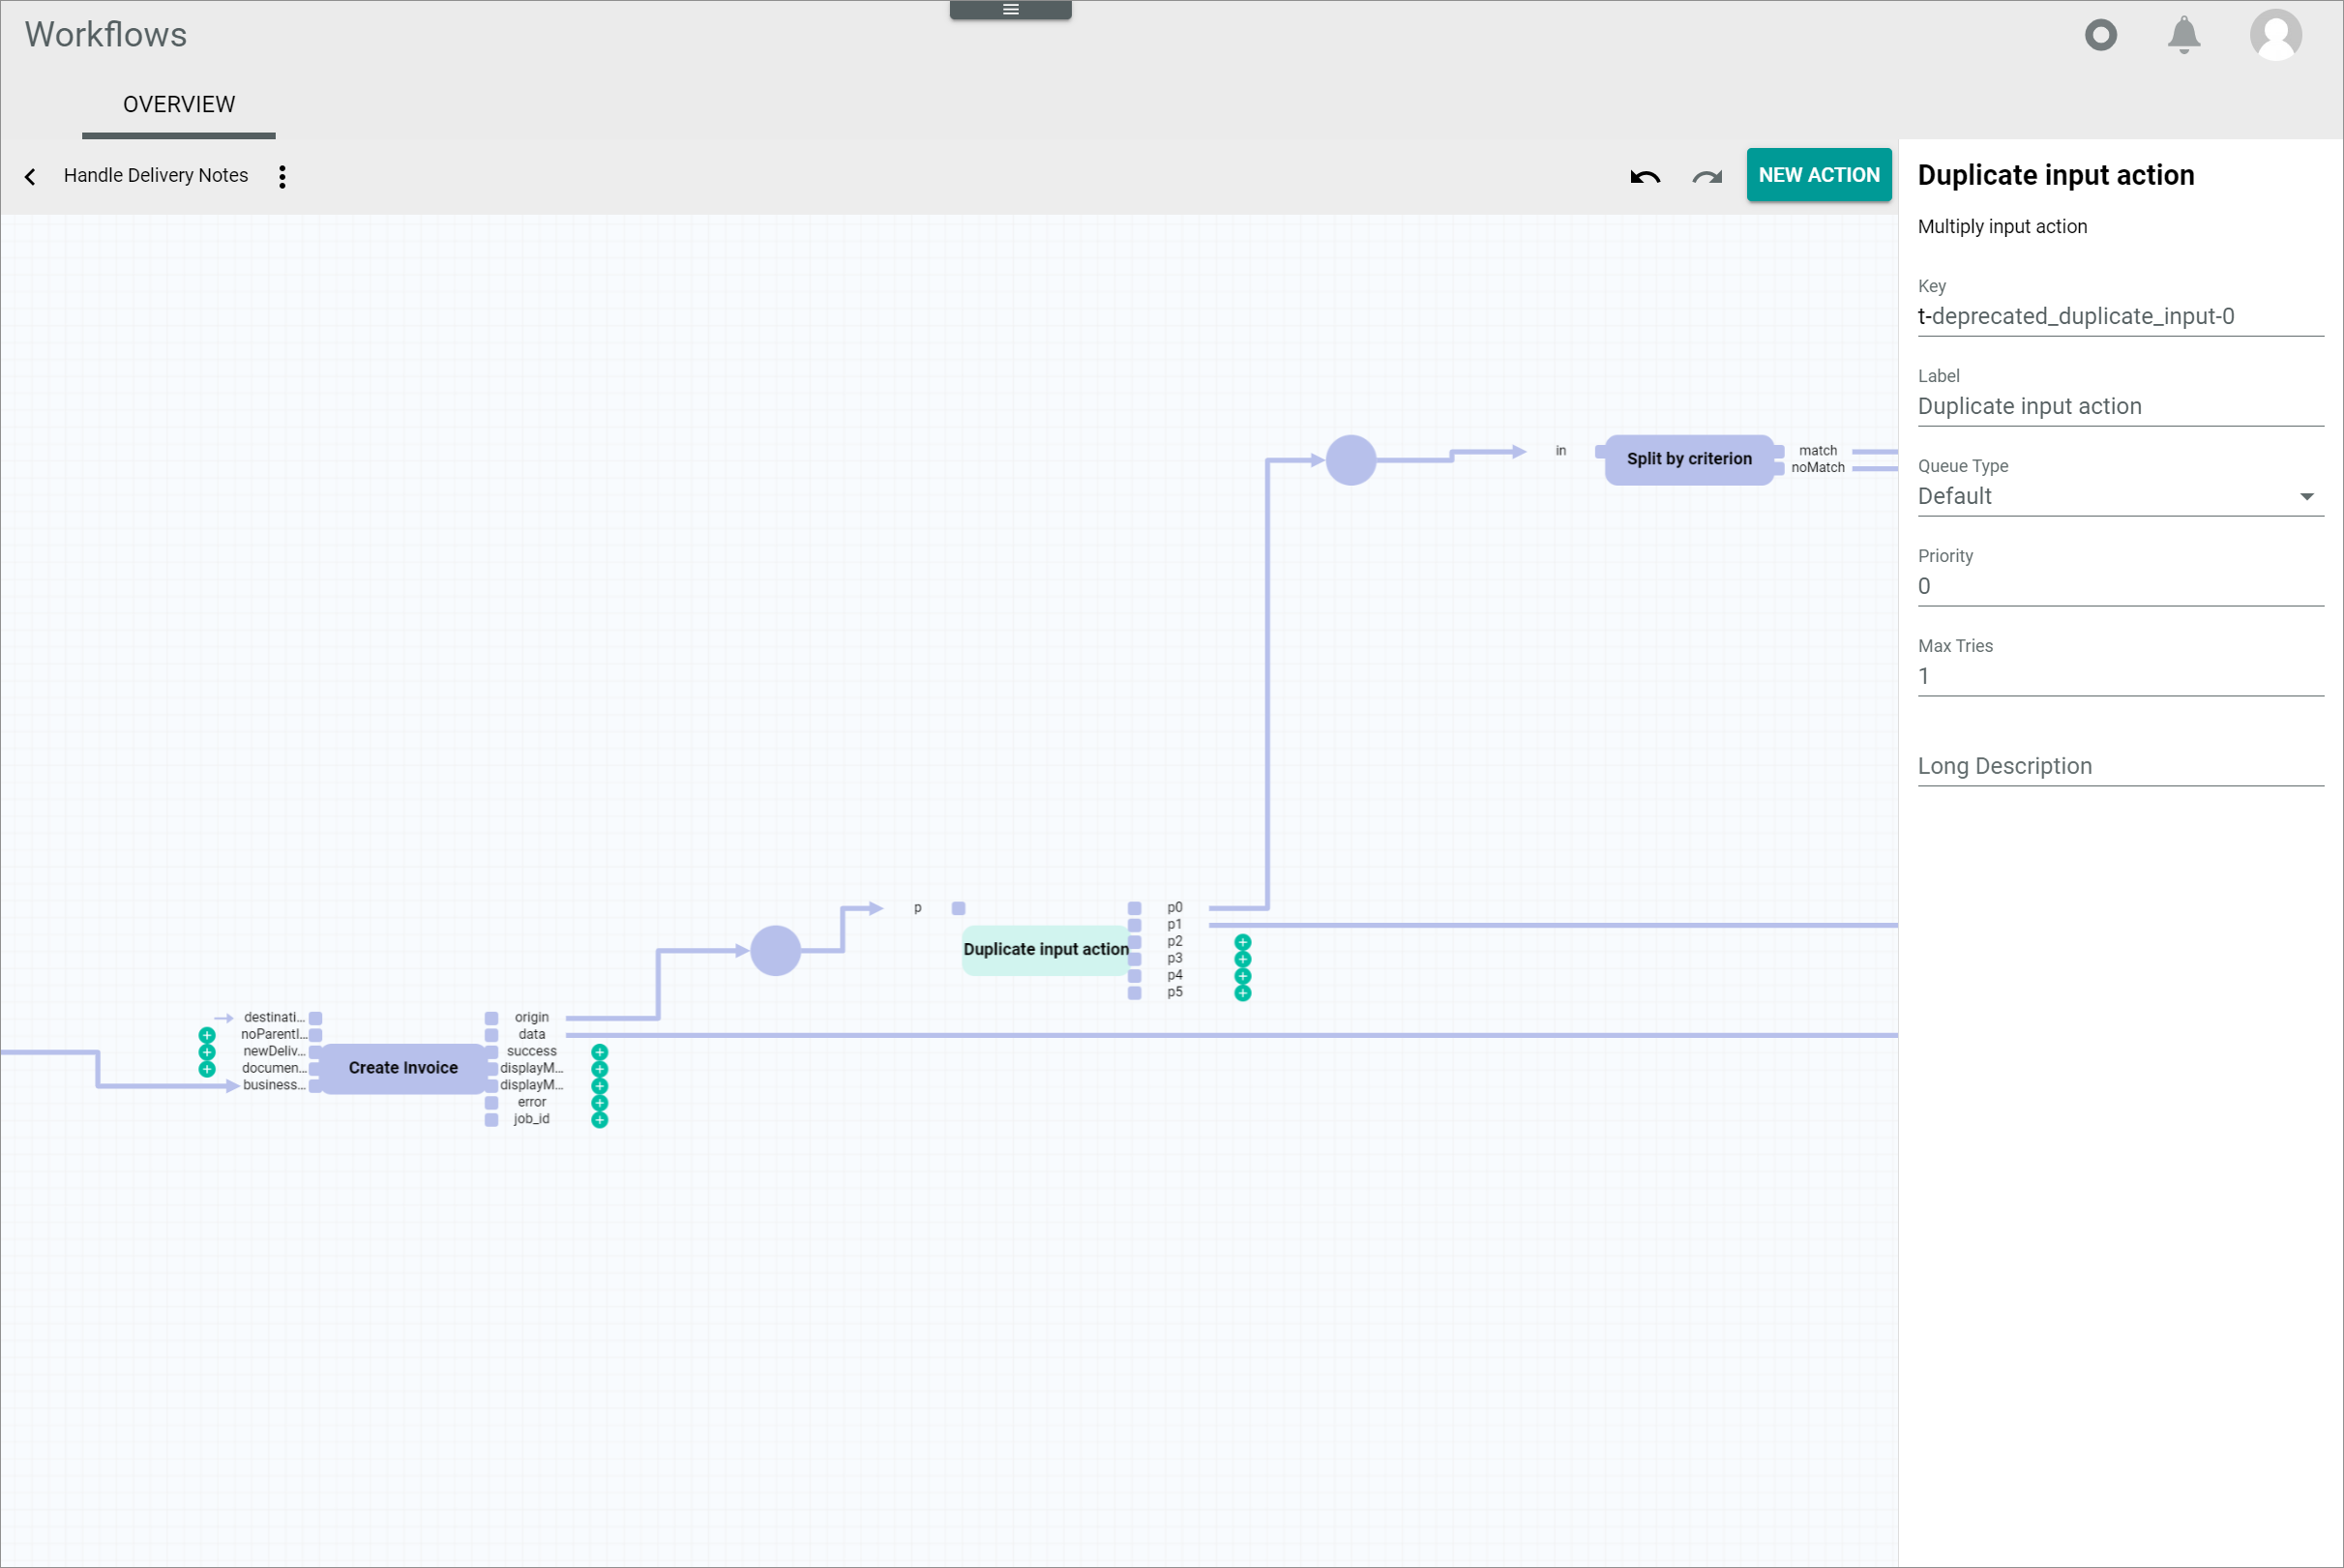 Workflows
OVERVIEW
Handle Delivery Notes
NEW ACTION
in
Split by criterion
match
noMatch
p
Duplicate input action
p0
p1
p2
p3
p4
p5
destinati...
noParentI...
newDeliv...
documen...
business...
Create Invoice
origin
data
success
displayM...
displayM...
error
job_id
Duplicate input action
Multiply input action
Key
t-deprecated_duplicate_input-0
Label
Duplicate input action
Queue Type
Default
Priority
0
Max Tries
1
Long Description